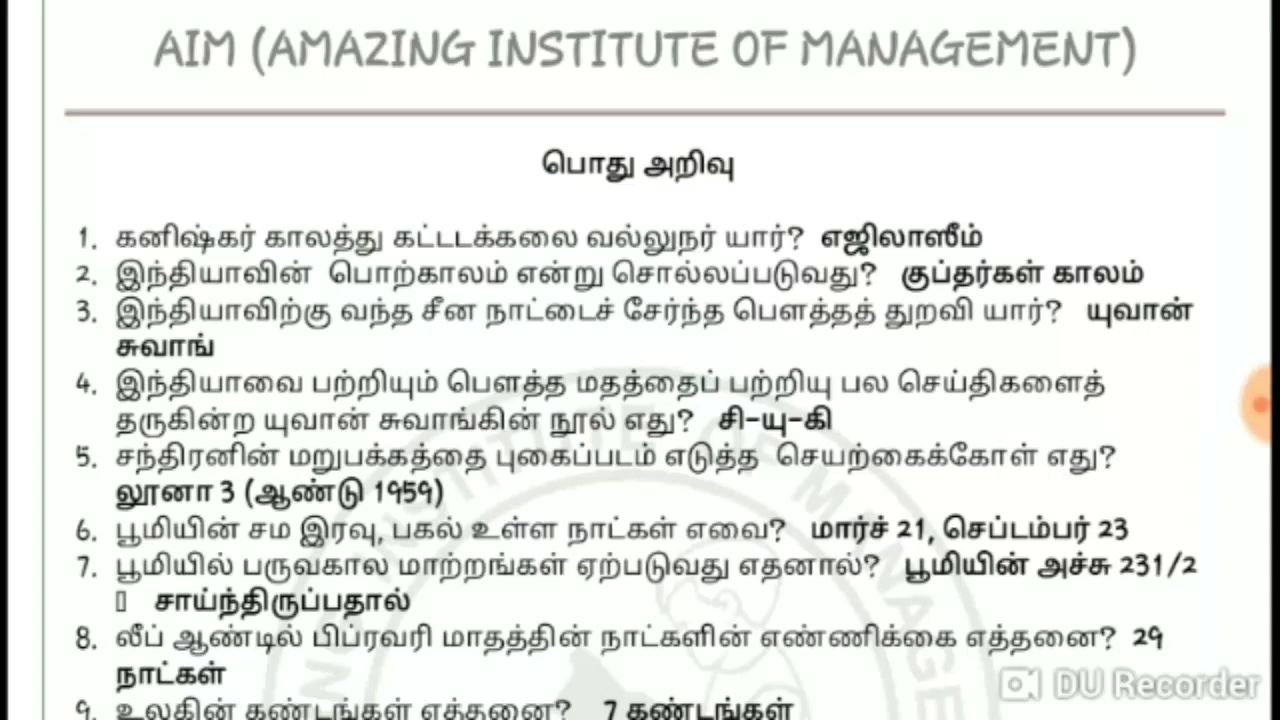 AIM (AMAZING INSTITUTE OF MANAGEMENT)
பொது அறிவு
1. கனிஷ்கர் காலத்து கட்டடக்கலை வல்லுநர் யார்? எஜிலாஸீம்
2. இந்தியாவின் பொற்காலம் என்று சொல்லப்படுவது? குப்தர்கள் காலம்
3. இந்தியாவிற்கு வந்த சீன நாட்டைச் சேர்ந்த பௌத்தத் துறவி யார்? யுவான்
சுவாங்
4. இந்தியாவை பற்றியும் பௌத்த மதத்தைப் பற்றியு பல செய்திகளைத்
தருகின்ற யுவான் சுவாங்கின் நூல் எது? சி-யு-கி
5. சந்திரனின் மறுபக்கத்தை புகைப்படம் எடுத்த செயற்கைக்கோள் எது?
லூனா 3 (ஆண்டு 1959)
6. பூமியின் சம இரவு, பகல் உள்ள நாட்கள் எவை? மார்ச் 21, செப்டம்பர் 23
7. பூமியில் பருவகால மாற்றங்கள் ஏற்படுவது எதனால்? பூமியின் அச்சு 231/2
சாய்ந்திருப்பதால்
8. லீப் ஆண்டில் பிப்ரவரி மாதத்தின் நாட்களின் எண்ணிக்கை எத்தனை? 29
நாட்கள்
9. உலகின் கண்டங்கள் எத்தனை? 7 கண்டங்கள்
DU Recorder